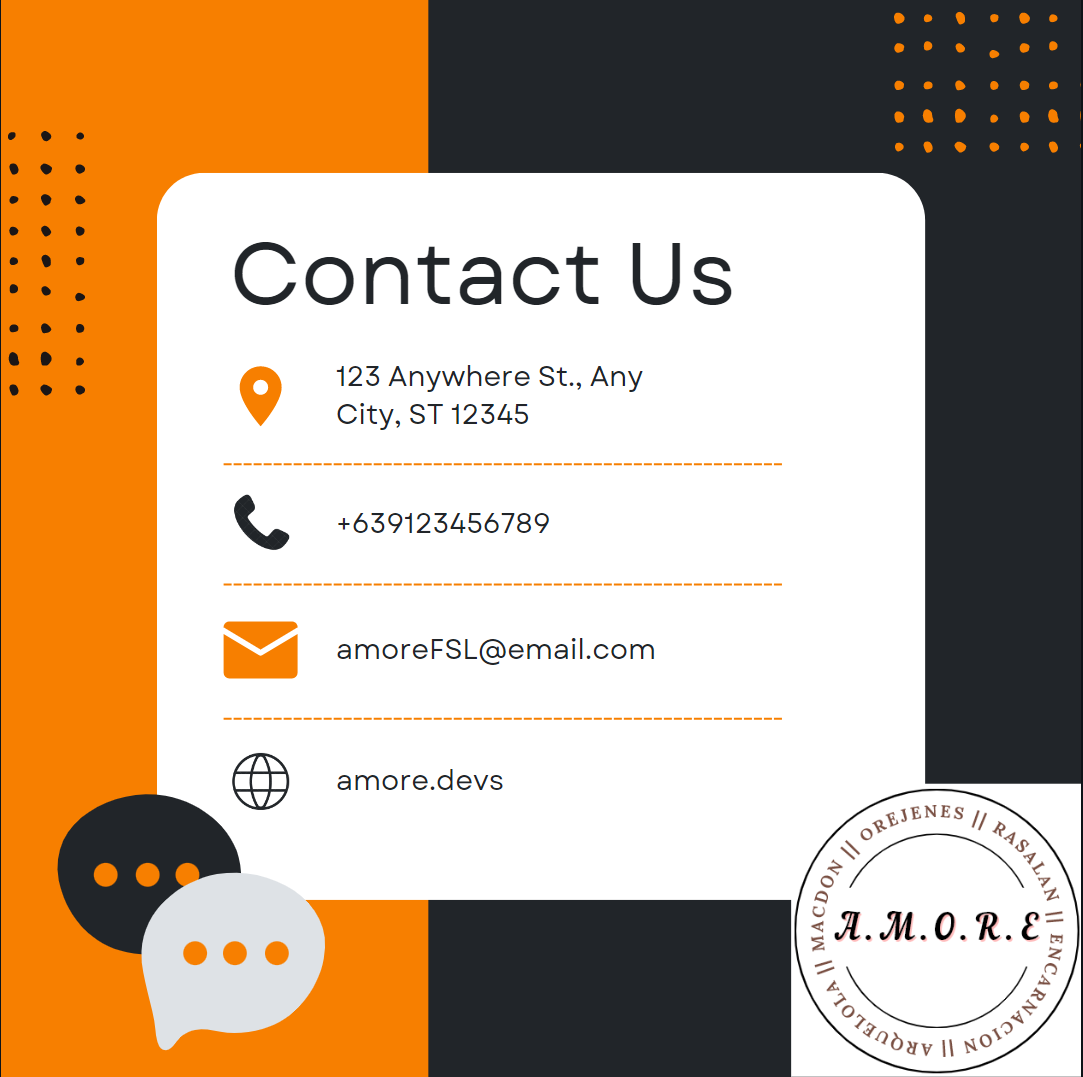 Contact Us
123 Anywhere St., Any
City, ST 12345
+639123456789
amoreFSL@email.com
amore.devs
ARQUELOLA || MACDON || OREJENES || RASALAN || ENCARNACION ||
A.M.O.R.E